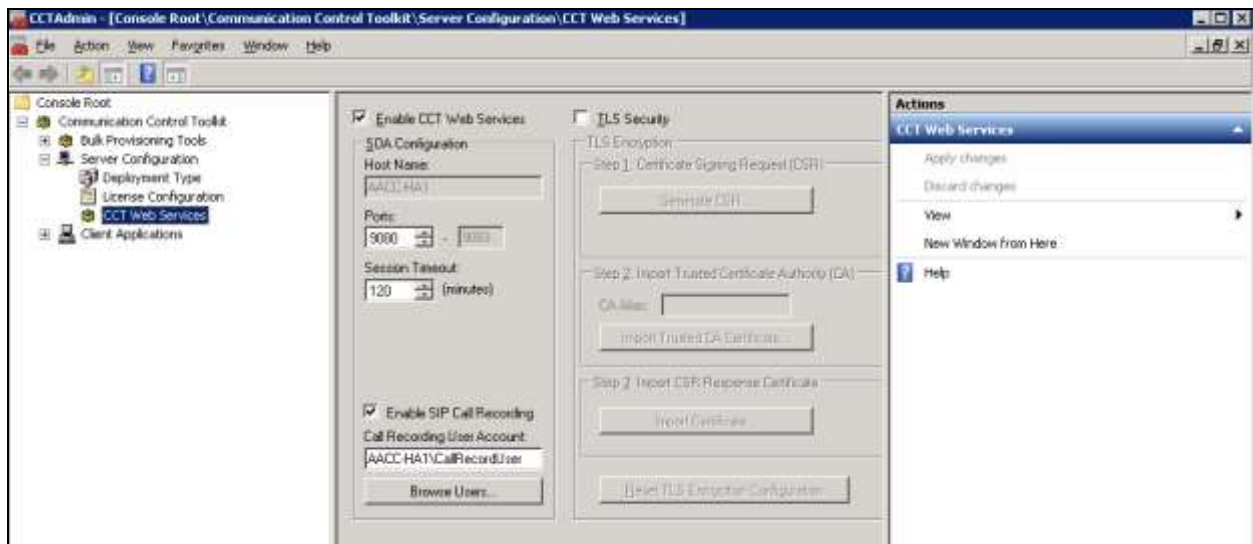 CCTAdmin - [Console Root\Communication Control Toolkit\Server Configuration\CCT Web Services]
File Action View Favorites Window Help
Console Root
Communication Control Toolkit
Bulk Provisioning Tools
Server Configuration
Deployment Type
License Configuration
CCT Web Services
Client Applications
Enable CCT Web Services
SOA Configuration
Host Name:
AACC-HA1
Ports:
9080 -
Session Timeout:
120 (minutes)
Enable SIP Call Recording
Call Recording User Account:
AACC-HA1\CallRecordUser
Browse Users...
TLS Security
TLS Encryption
Step 1: Certificate Signing Request (CSR)
Generate CSR...
Step 2: Import Trusted Certificate Authority (CA)
CA Alias:
Import Trusted CA Certificate...
Step 3: Import CSR Response Certificate
Import Certificate...
Reset TLS Encryption Configuration
Actions
CCT Web Services
Apply changes
Discard changes
View
New Window from Here
Help